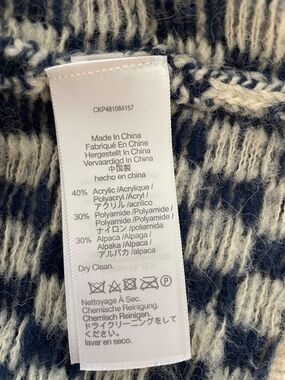 CKP481084157
Made In China
Fabriqué En Chine
Hergestellt In China
Vervaardigd In China
中国製
hecho en china
40% Acrylic /Acrylique /
Polyacryl /Acryl /
アクリル /acrílico
30% Polyamide /Polyamide /
Polyamid /Polyamide /
ナイロン /poliamida
30% Alpaca /Alpaga /
Alpaka /Alpaca /
アルパカ /alpaca
Dry Clean.
Nettoyage À Sec.
Chemische Reinigung.
Chemisch Reinigen.
ドライクリーニングをして
ください.
lavar en seco.